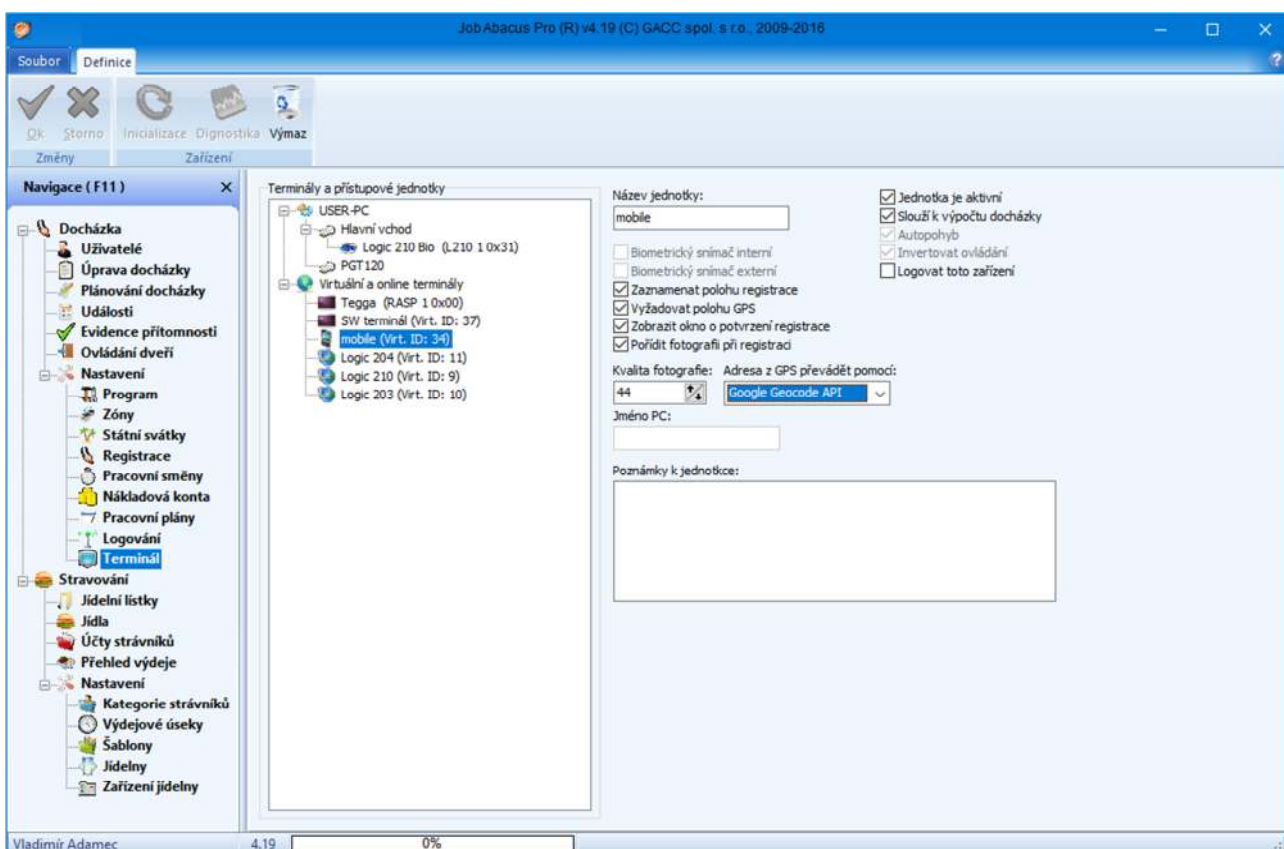 Job Abacus Pro (R) v4.19 (C) GACC spol. s r.o., 2009-2016
Soubor Definice
Ok Storno Inicializace Dignostika Výmaz
Změny Zařízení
Navigace ( F11 )
Docházka
Uživatelé
Úprava docházky
Plánování docházky
Události
Evidence přítomnosti
Ovládání dveří
Nastavení
Program
Zóny
Státní svátky
Registrace
Pracovní směny
Nákladová konta
Pracovní plány
Logování
Terminál
Stravování
Jídelní lístky
Jídla
Účty strávníků
Přehled výdeje
Nastavení
Kategorie strávníků
Výdejové úseky
Šablony
Jídelny
Zařízení jídelny
Terminály a přístupové jednotky
USER-PC
Hlavní vchod
Logic 210 Bio (L210 1 0x31)
PGT120
Virtuální a online terminály
Tegga (RASP 1 0x00)
SW terminál (Virt. ID: 37)
mobile (Virt. ID: 34)
Logic 204 (Virt. ID: 11)
Logic 210 (Virt. ID: 9)
Logic 203 (Virt. ID: 10)
Název jednotky:
mobile
Biometrický snímač interní
Biometrický snímač externí
Zaznamenat polohu registrace
Vyžadovat polohu GPS
Zobrazit okno o potvrzení registrace
Pořídit fotografii při registraci
Kvalita fotografie: Adresa z GPS převádět pomocí:
44 Google Geocode API
Jméno PC:
Poznámky k jednotkce:
Jednotka je aktivní
Slouží k výpočtu docházky
Autopohyb
Invertovat ovládání
Logovat toto zařízení
Vladimír Adamec 4.19 0%